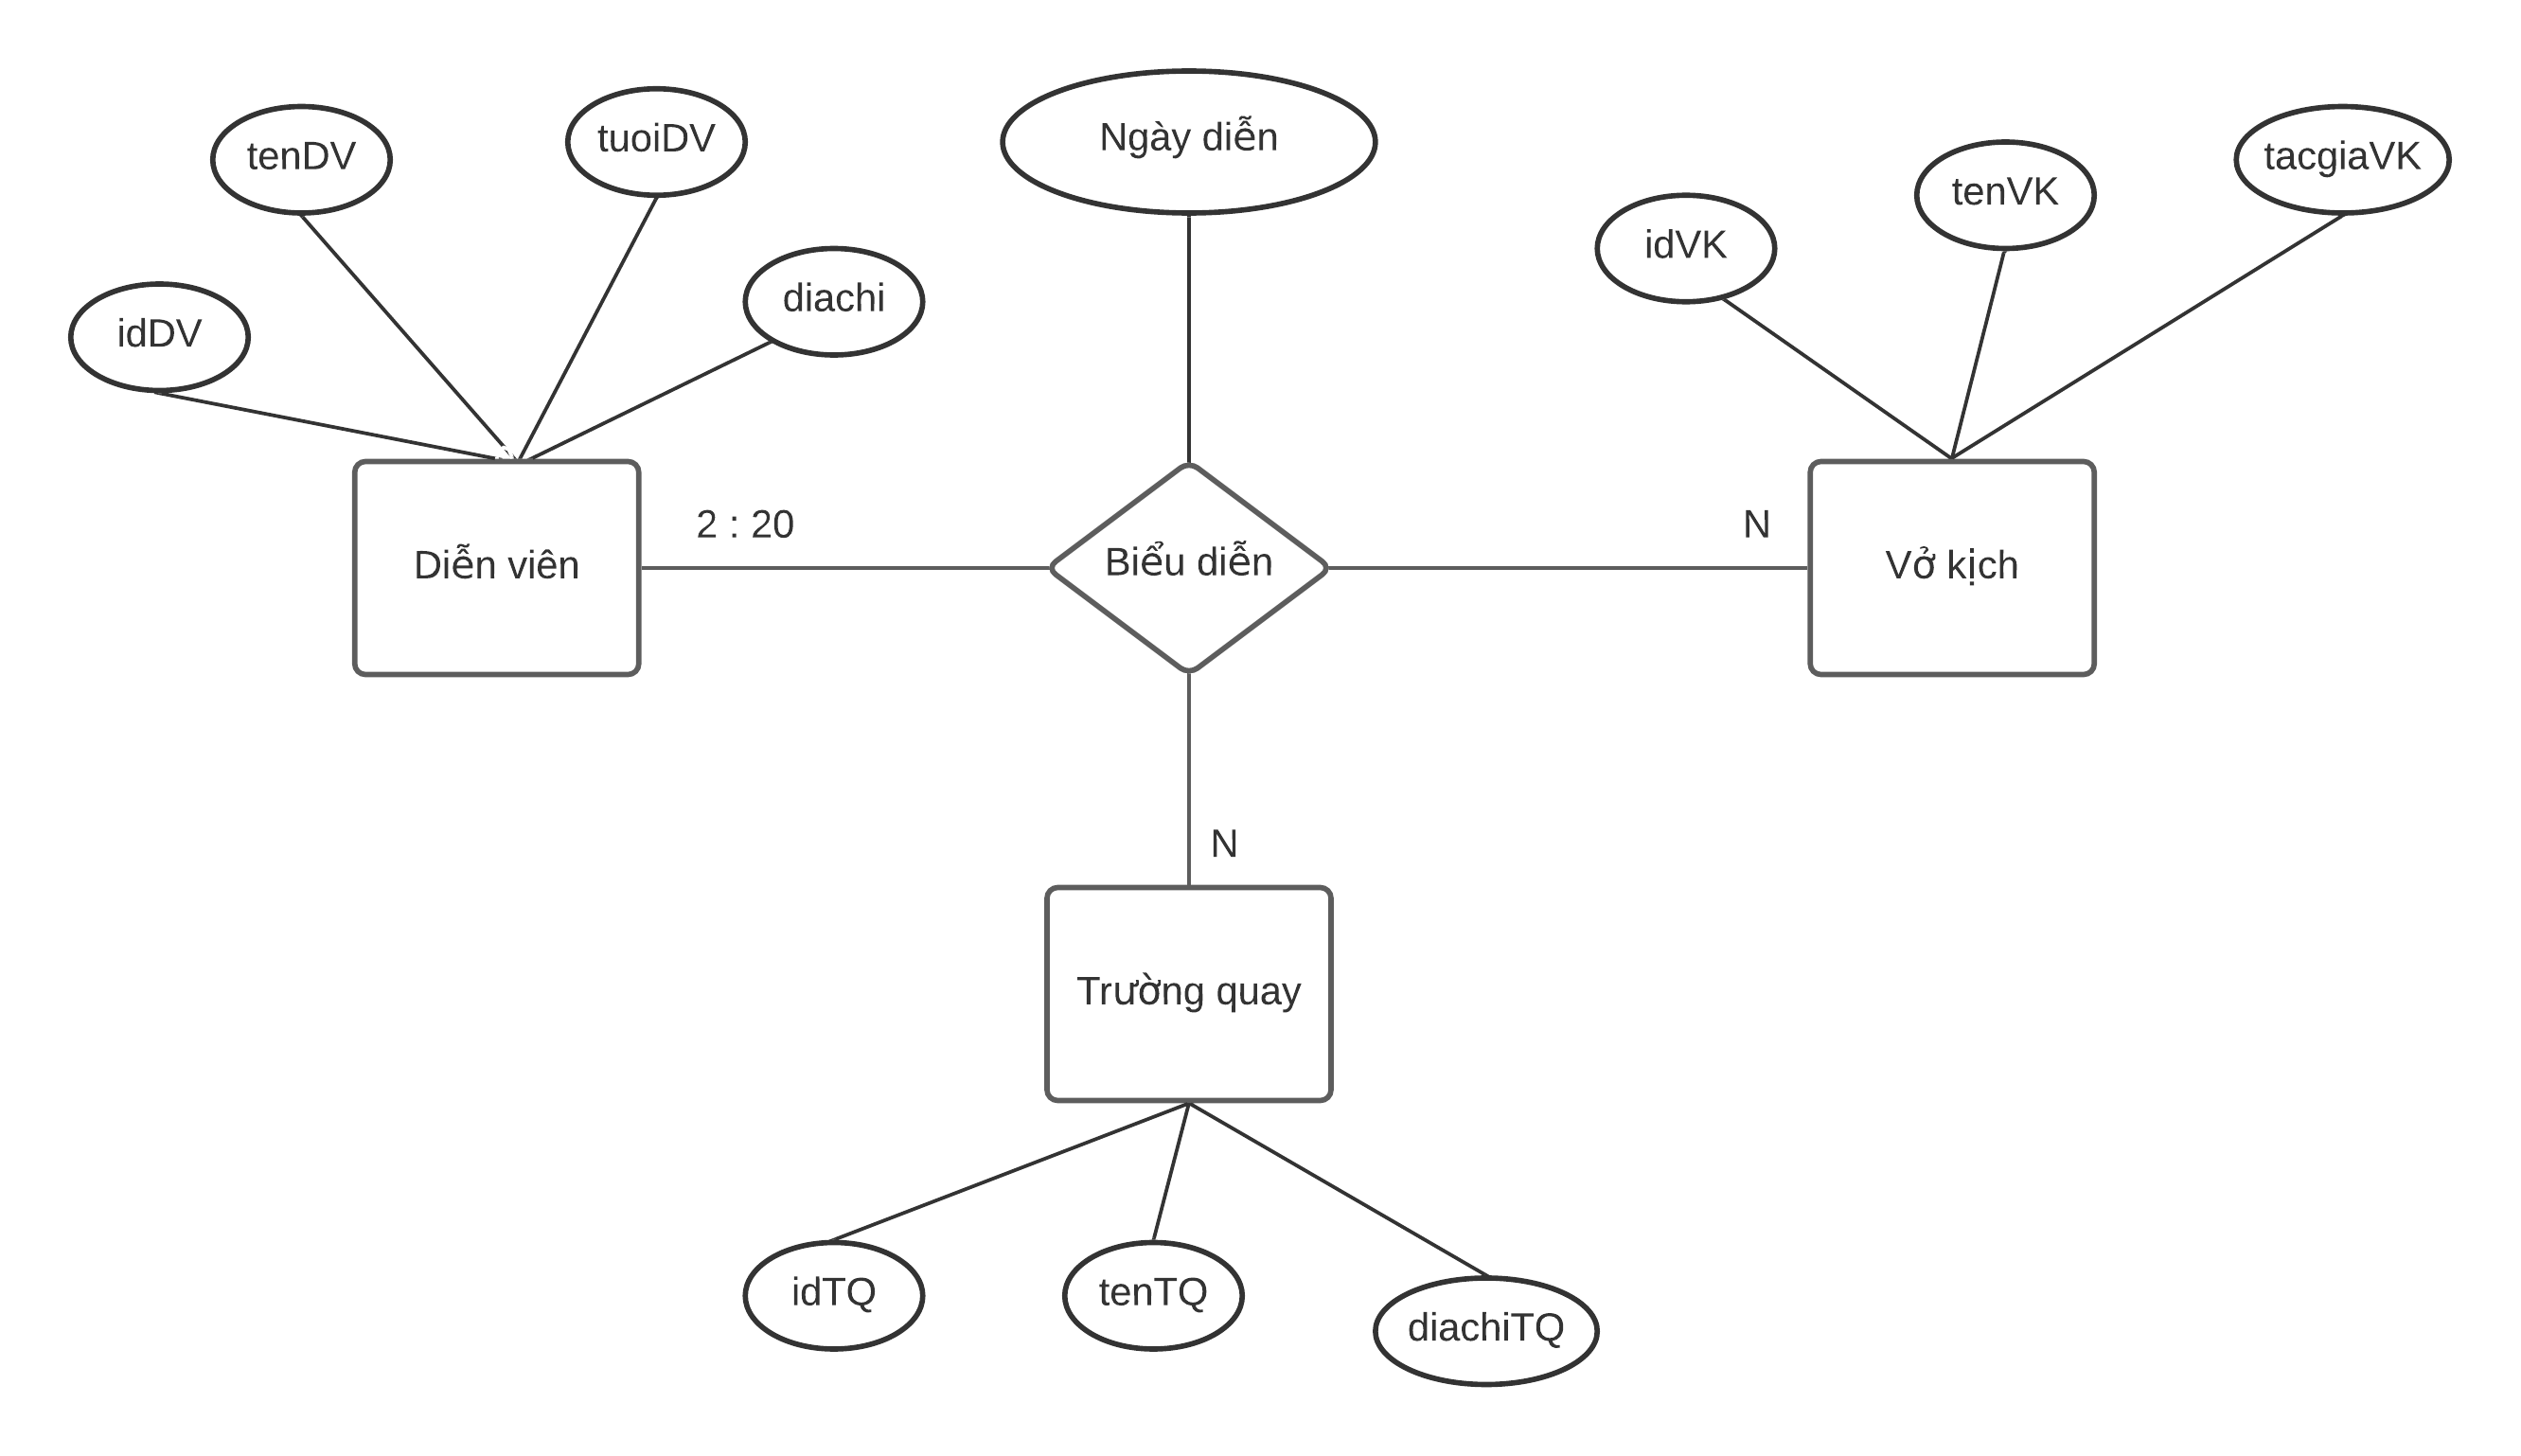 tenDV
tuoiDV
Ngày diễn
tacgiaVK
tenVK
idVK
diachi
idDV
2 : 20
N
Diễn viên
Biểu diễn
Vở kịch
N
Trường quay
idTQ
tenTQ
diachiTQ